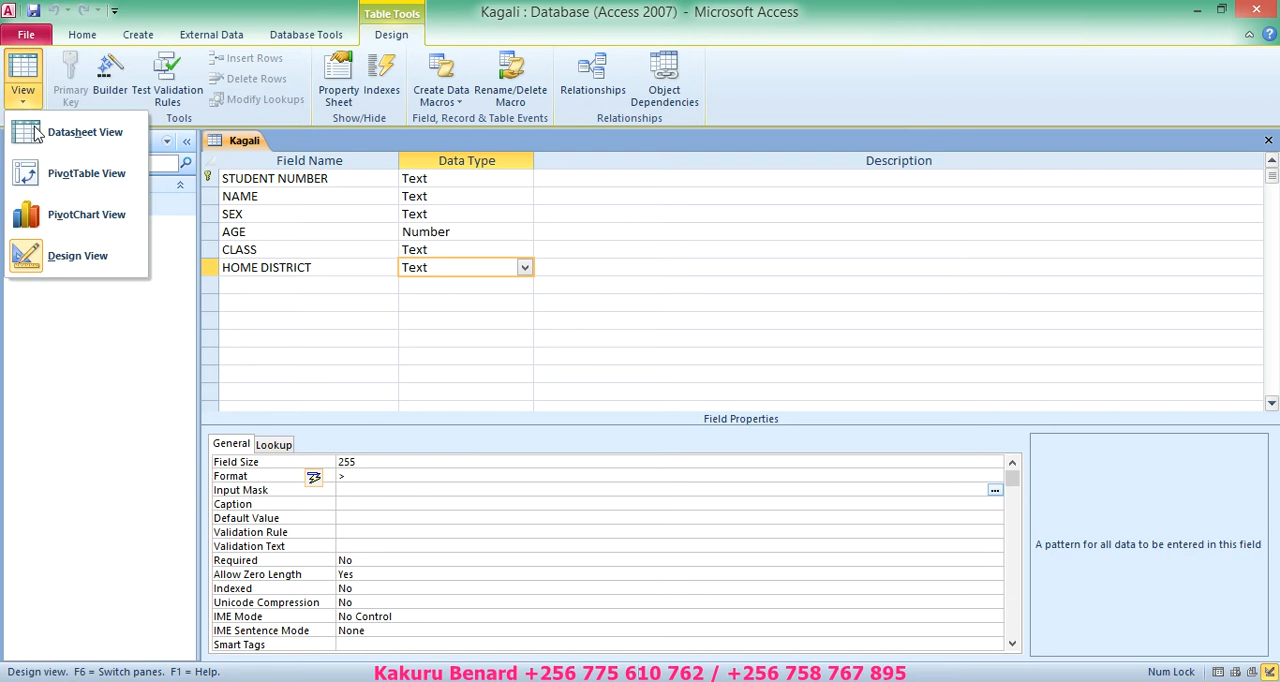 Table Tools
Kagali : Database (Access 2007) - Microsoft Access
File Home Create External Data Database Tools Design
View
Primary Key
Builder
Test Validation Rules
Insert Rows
Delete Rows
Modify Lookups
Property Sheet
Indexes
Create Data Macros
Rename/Delete Macro
Relationships
Object Dependencies
Tools
Show/Hide
Field, Record & Table Events
Relationships
Datasheet View
PivotTable View
PivotChart View
Design View
Kagali
Field Name Data Type Description
STUDENT NUMBER Text
NAME Text
SEX Text
AGE Number
CLASS Text
HOME DISTRICT Text
Field Properties
General Lookup
Field Size 255
Format >
Input Mask
Caption
Default Value
Validation Rule
Validation Text
Required No
Allow Zero Length Yes
Indexed No
Unicode Compression No
IME Mode No Control
IME Sentence Mode None
Smart Tags
A pattern for all data to be entered in this field
Design view. F6 = Switch panes. F1 = Help.
Kakuru Benard +256 775 610 762 / +256 758 767 895
Num Lock